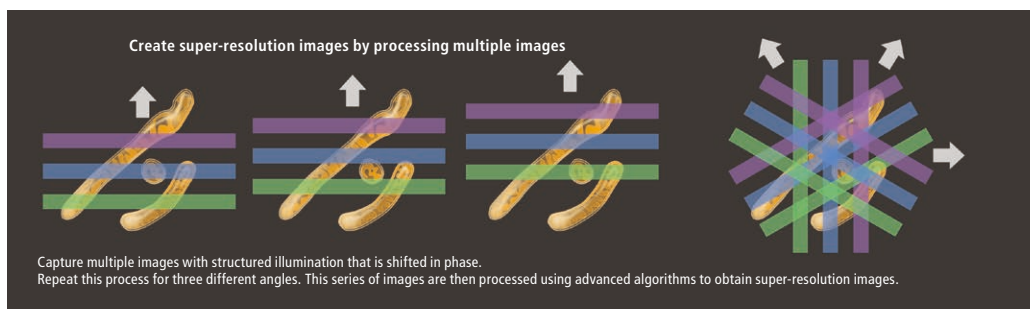 Create super-resolution images by processing multiple images
Capture multiple images with structured illumination that is shifted in phase.
Repeat this process for three different angles. This series of images are then processed using advanced algorithms to obtain super-resolution images.